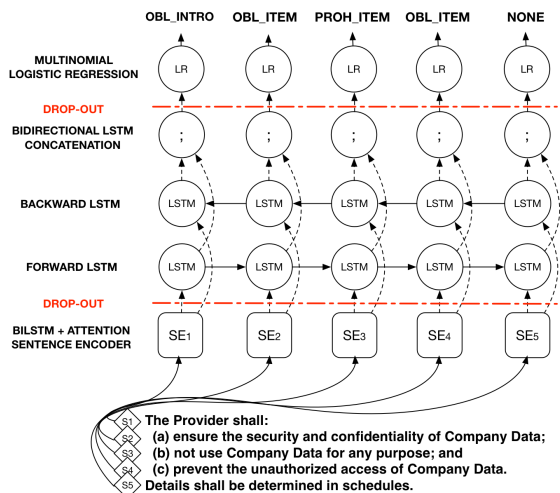 OBL_INTRO OBL_ITEM PROH_ITEM OBL_ITEM NONE
MULTINOMIAL
LOGISTIC REGRESSION
LR LR LR LR LR
DROP-OUT
BIDIRECTIONAL LSTM
CONCATENATION
; ; ; ; ;
BACKWARD LSTM
LSTM LSTM LSTM LSTM LSTM
FORWARD LSTM
LSTM LSTM LSTM LSTM LSTM
DROP-OUT
BILSTM + ATTENTION
SENTENCE ENCODER
SE1 SE2 SE3 SE4 SE5
S1 The Provider shall:
S2 (a) ensure the security and confidentiality of Company Data;
S3 (b) not use Company Data for any purpose; and
S4 (c) prevent the unauthorized access of Company Data.
S5 Details shall be determined in schedules.